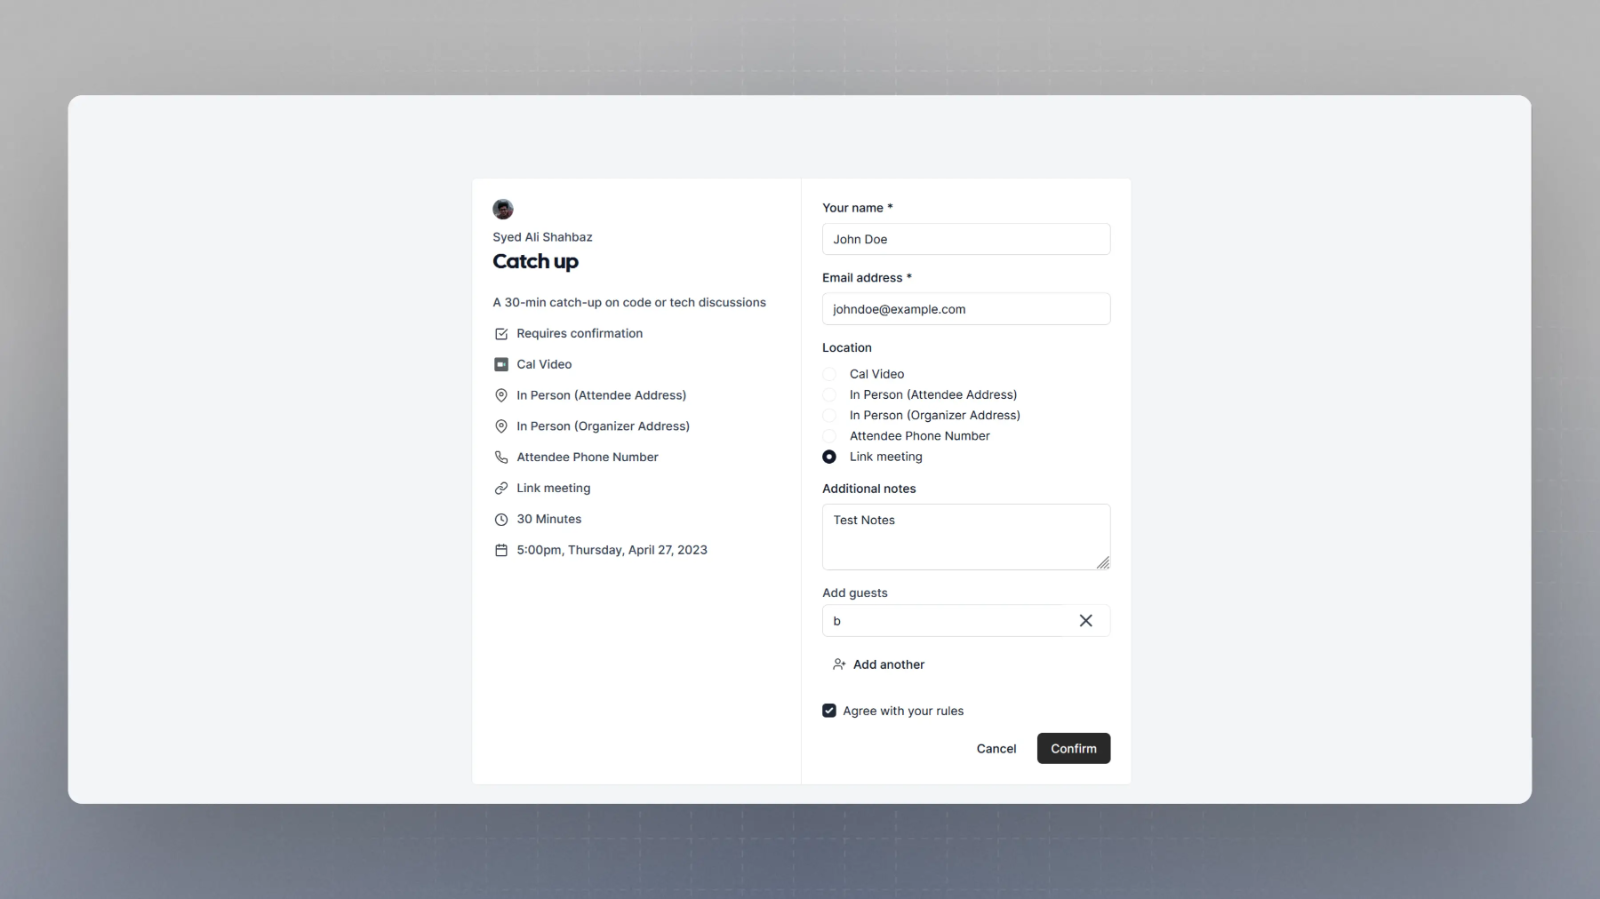 Syed Ali Shahbaz
Catch up
A 30-min catch-up on code or tech discussions
Requires confirmation
Cal Video
In Person (Attendee Address)
In Person (Organizer Address)
Attendee Phone Number
Link meeting
30 Minutes
5:00pm, Thursday, April 27, 2023
Your name *
John Doe
Email address *
johndoe@example.com
Location
Cal Video
In Person (Attendee Address)
In Person (Organizer Address)
Attendee Phone Number
Link meeting
Additional notes
Test Notes
Add guests
b
Add another
Agree with your rules
Cancel
Confirm